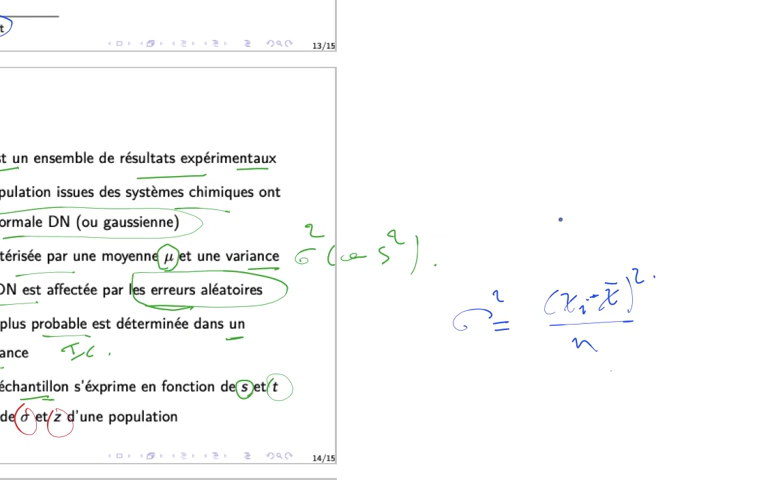 t
13/15
st un ensemble de résultats expérimentaux
pulation issues des systèmes chimiques ont
ormale DN (ou gaussienne)
térisée par une moyenne μ et une variance σ² (ou s²).
DN est affectée par les erreurs aléatoires
plus probable est déterminée dans un
ance IC.
échantillon s'éxprime en fonction de s et t
de σ et z d'une population
14/15
σ² = (xᵢ - x̄)² / n